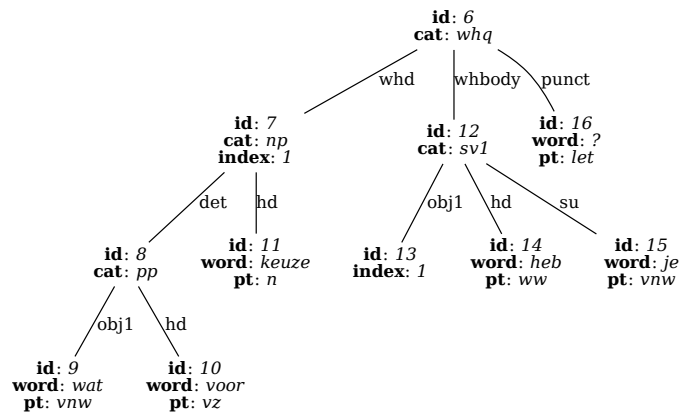 id: 6
cat: whq
whd
whbody
punct
id: 7
cat: np
index: 1
id: 12
cat: sv1
id: 16
word: ?
pt: let
det
hd
obj1
hd
su
id: 8
cat: pp
id: 11
word: keuze
pt: n
id: 13
index: 1
id: 14
word: heb
pt: ww
id: 15
word: je
pt: vnw
obj1
hd
id: 9
word: wat
pt: vnw
id: 10
word: voor
pt: vz